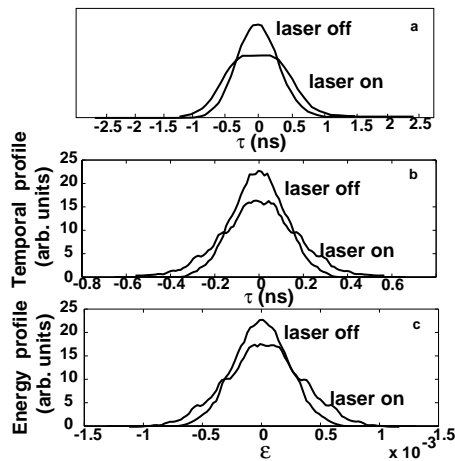 a
laser off
laser on
-2.5 -2 -1.5 -1 -0.5 0 0.5 1 1.5 2 2.5
τ (ns)
Temporal profile
(arb. units)
25
20
15
10
5
0
b
laser off
laser on
-0.8 -0.6 -0.4 -0.2 0 0.2 0.4 0.6
τ (ns)
Energy profile
(arb. units)
25
20
15
10
5
0
c
laser off
laser on
-1.5 -1 -0.5 0 0.5 1 1.5
ε
x 10⁻³